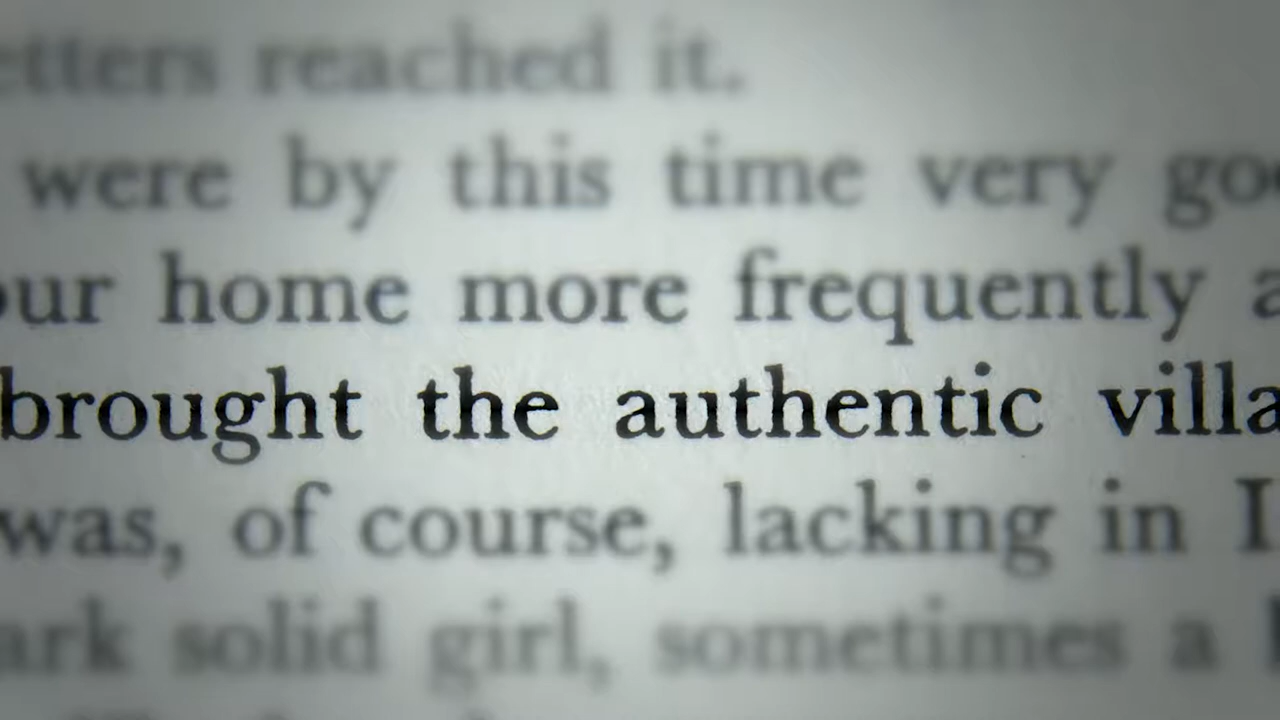 etters reached it.
were by this time very goo
our home more frequently a
brought the authentic villa
was, of course, lacking in I
ark solid girl, sometimes a